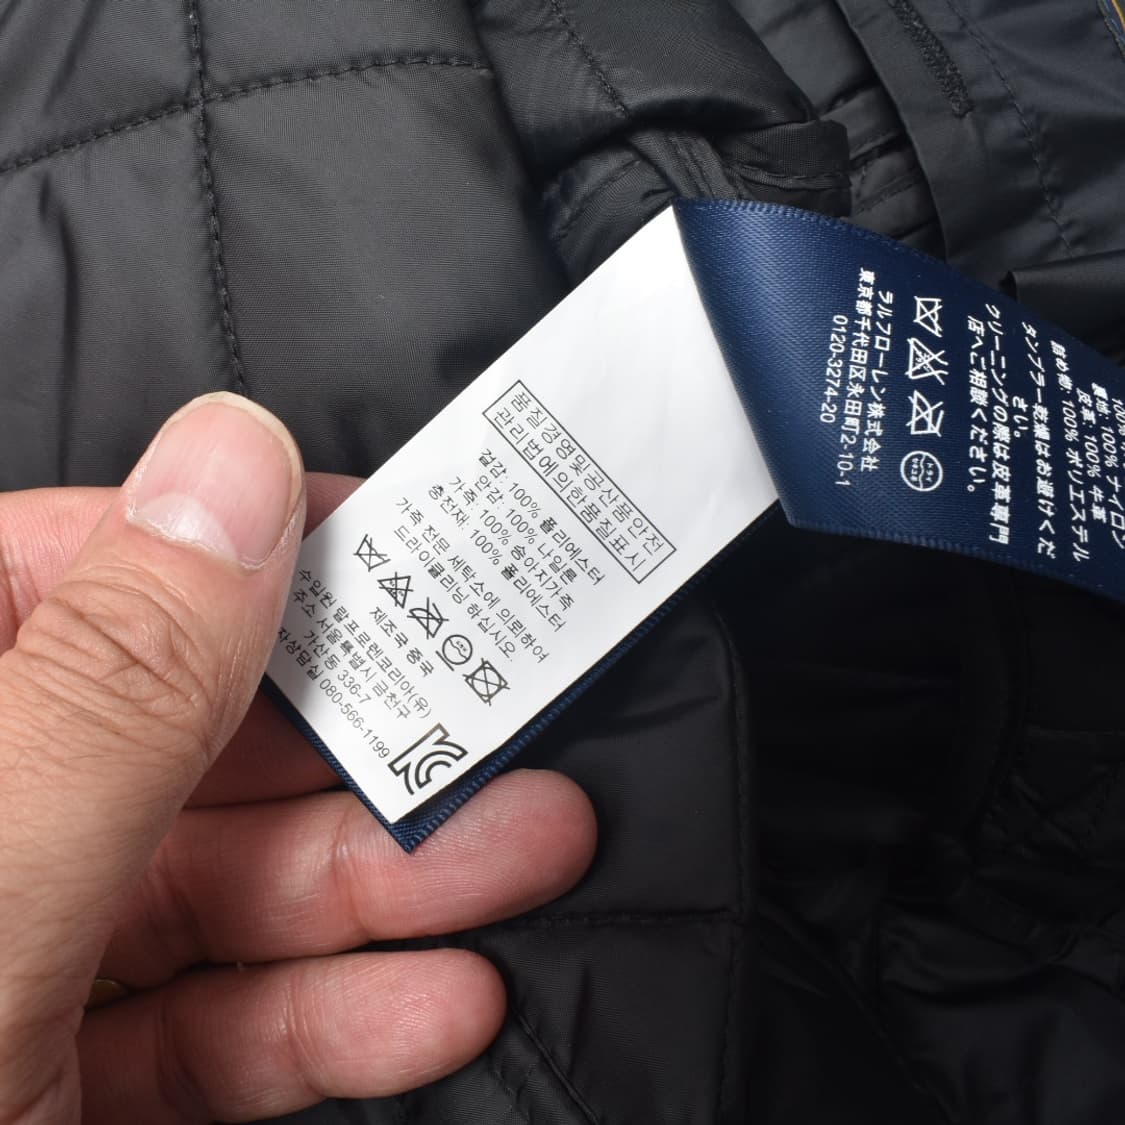 품질경영및공산품안전
관리법에의한품질표시
겉감: 100% 폴리에스터
안감: 100% 나일론
가죽: 100% 송아지가죽
충전재: 100% 폴리에스터
가죽 전문 세탁소에 의뢰하여
드라이클리닝 하십시오.
제조국 중국
수입원 랄프로렌코리아(유)
주소 서울특별시 금천구
가산동 336-7
자상담실 080-566-1199
裏地: 100% ナイロン
皮革: 100% 牛革
詰め物: 100% ポリエステル
タンブラー乾燥はお避けくだ
さい。
クリーニングの際は皮革専門
店へご相談ください。
ラルフローレン株式会社
東京都千代田区永田町2-10-1
0120-3274-20